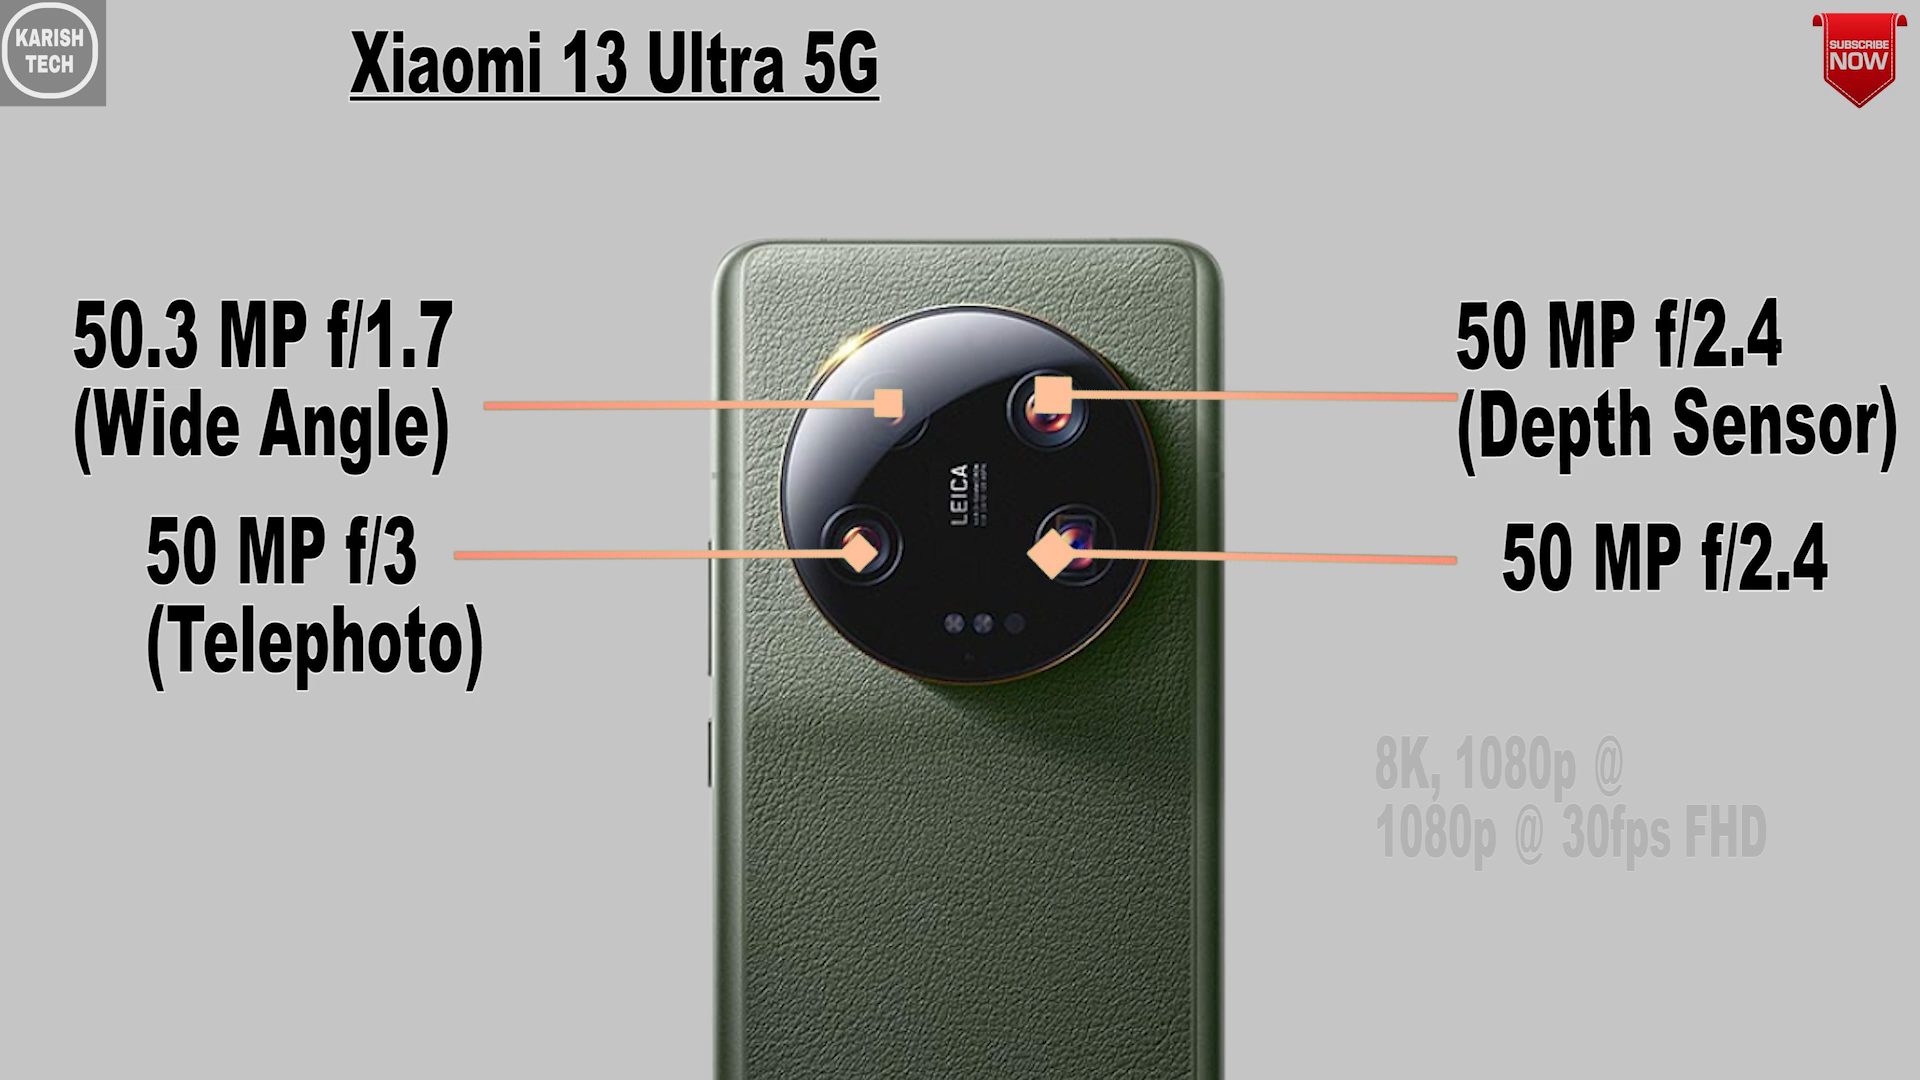 KARISH
TECH
Xiaomi 13 Ultra 5G
SUBSCRIBE
NOW
50.3 MP f/1.7
(Wide Angle)
50 MP f/2.4
(Depth Sensor)
LEICA
50 MP f/3
(Telephoto)
50 MP f/2.4
8K, 1080p @
1080p @ 30fps FHD